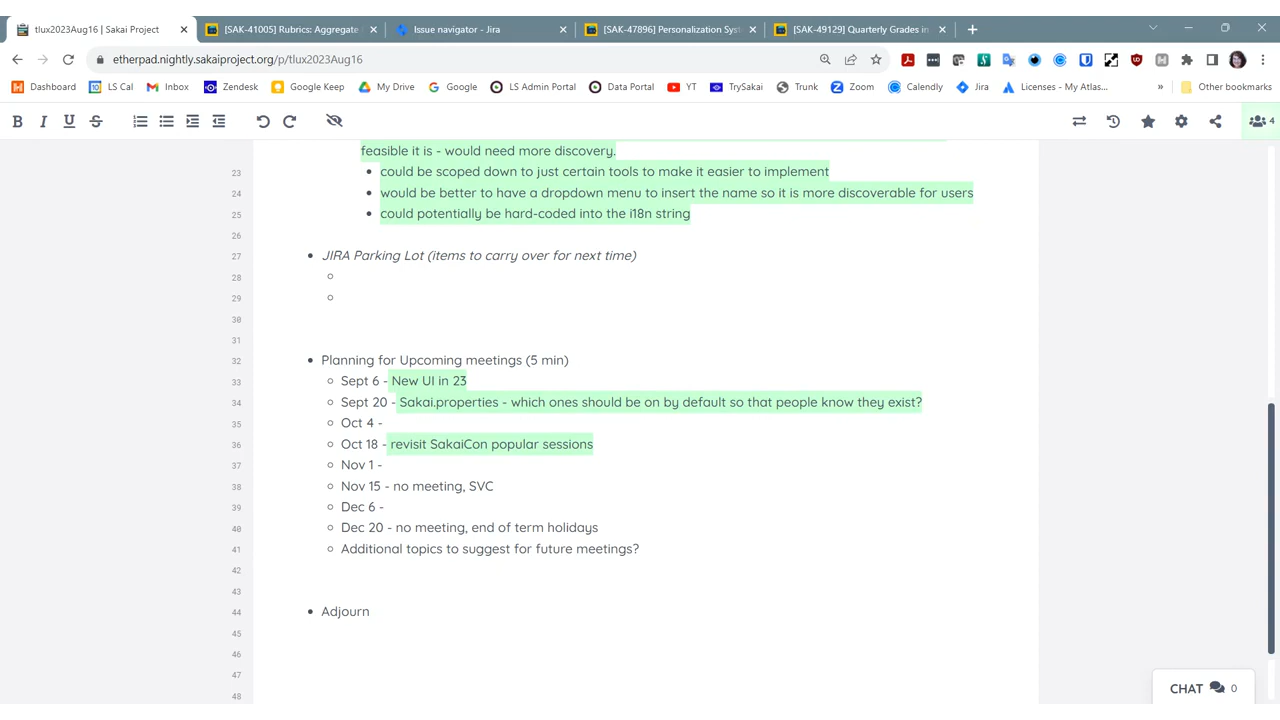 tlux2023Aug16 | Sakai Project
[SAK-41005] Rubrics: Aggregate
Issue navigator - Jira
[SAK-47896] Personalization Syst
[SAK-49129] Quarterly Grades in
etherpad.nightly.sakaiproject.org/p/tlux2023Aug16
Dashboard
LS Cal
Inbox
Zendesk
Google Keep
My Drive
Google
LS Admin Portal
Data Portal
YT
TrySakai
Trunk
Zoom
Calendly
Jira
Licenses - My Atlas...
»
Other bookmarks
B I U S
4
feasible it is - would need more discovery.
23 could be scoped down to just certain tools to make it easier to implement
24 would be better to have a dropdown menu to insert the name so it is more discoverable for users
25 could potentially be hard-coded into the i18n string
26
27 JIRA Parking Lot (items to carry over for next time)
28
29
30
31
32 Planning for Upcoming meetings (5 min)
33 Sept 6 - New UI in 23
34 Sept 20 - Sakai.properties - which ones should be on by default so that people know they exist?
35 Oct 4 -
36 Oct 18 - revisit SakaiCon popular sessions
37 Nov 1 -
38 Nov 15 - no meeting, SVC
39 Dec 6 -
40 Dec 20 - no meeting, end of term holidays
41 Additional topics to suggest for future meetings?
42
43
44 Adjourn
45
46
47
48
CHAT 0